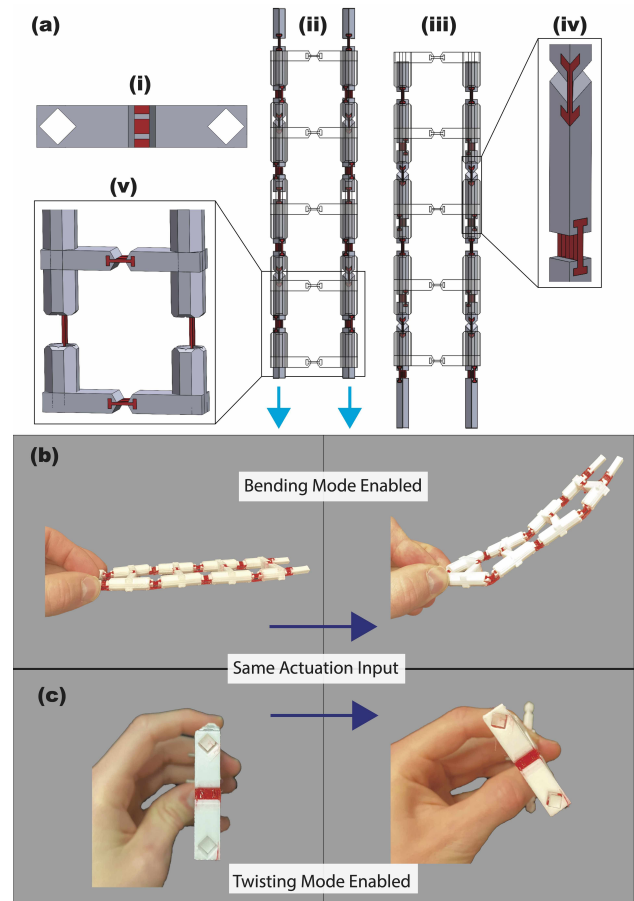 (a)
(i)
(ii)
(iii)
(iv)
(v)
(b)
Bending Mode Enabled
Same Actuation Input
(c)
Twisting Mode Enabled